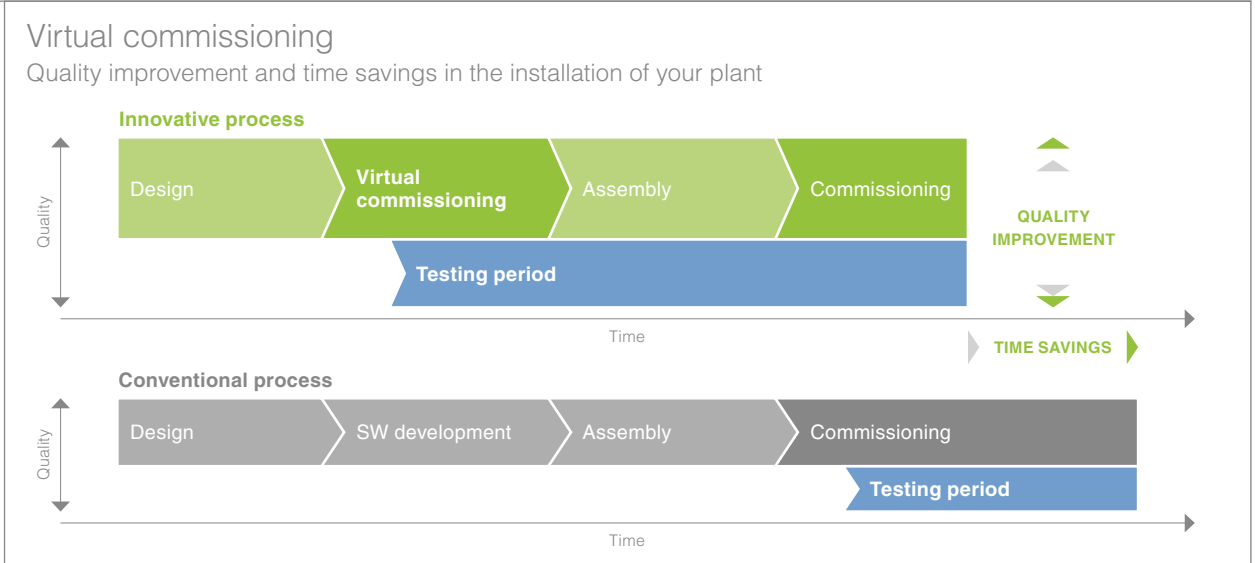 Virtual commissioning
Quality improvement and time savings in the installation of your plant
Innovative process
Quality
Design
Virtual
commissioning
Assembly
Commissioning
Testing period
QUALITY
IMPROVEMENT
Time
TIME SAVINGS
Conventional process
Quality
Design
SW development
Assembly
Commissioning
Testing period
Time